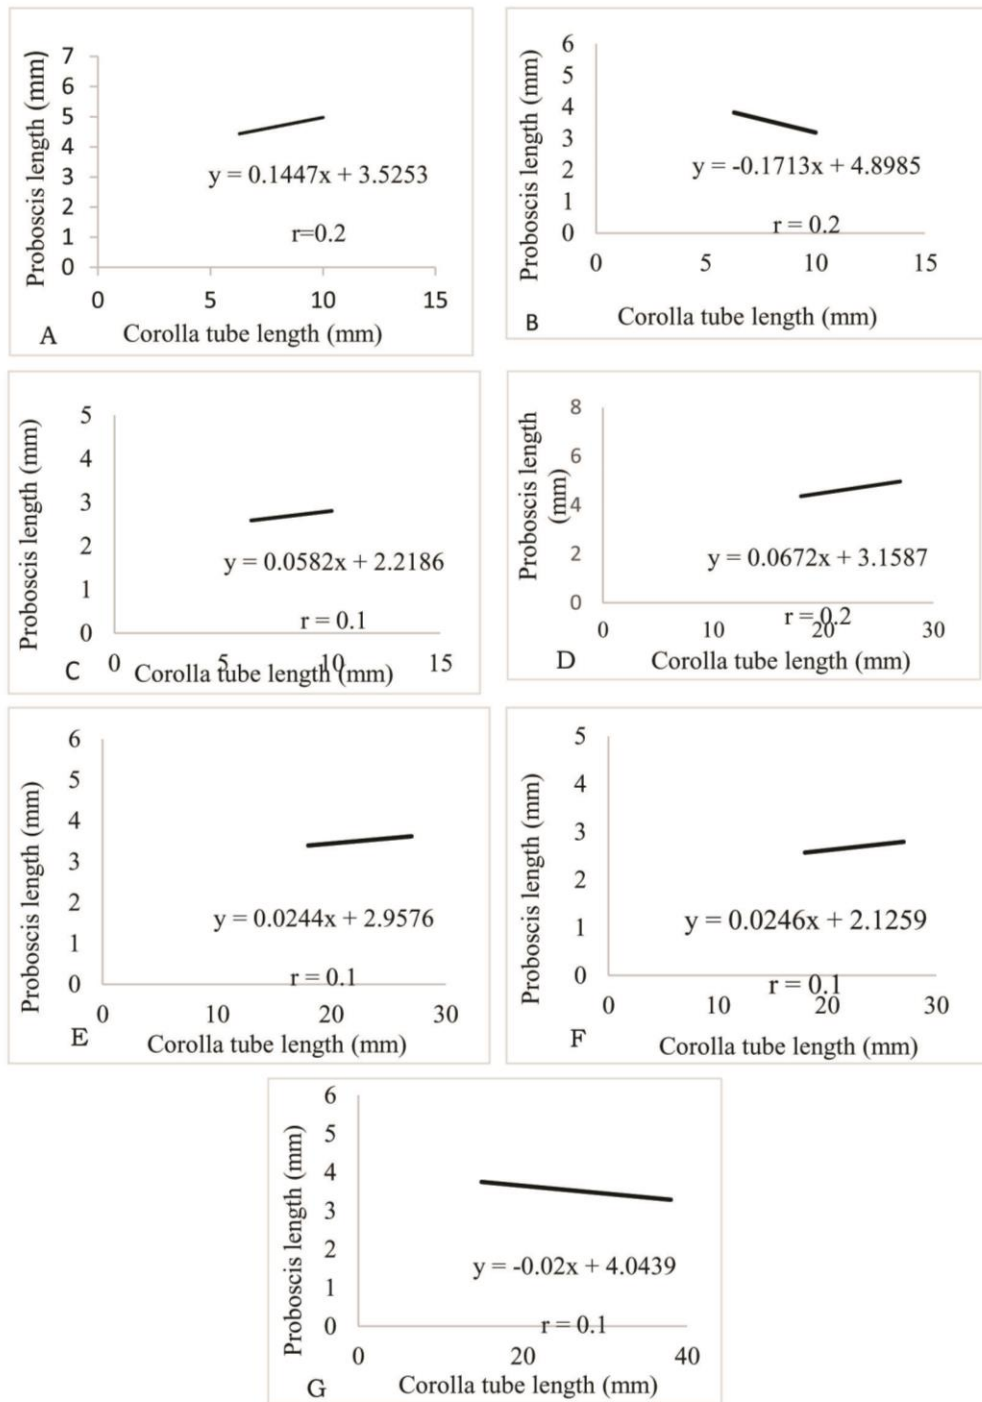 Proboscis length (mm)
7
6
5
4
3
2
1
0
y = 0.1447x + 3.5253
r=0.2
0 5 10 15
A Corolla tube length (mm)
Proboscis length (mm)
6
5
4
3
2
1
0
y = -0.1713x + 4.8985
r = 0.2
0 5 10 15
B Corolla tube length (mm)
Proboscis length (mm)
5
4
3
2
1
0
y = 0.0582x + 2.2186
r = 0.1
0 5 10 15
C Corolla tube length (mm)
Proboscis length
(mm)
8
6
4
2
0
y = 0.0672x + 3.1587
r = 0.2
0 10 20 30
D Corolla tube length (mm)
Proboscis length (mm)
6
5
4
3
2
1
0
y = 0.0244x + 2.9576
r = 0.1
0 10 20 30
E Corolla tube length (mm)
Proboscis length (mm)
5
4
3
2
1
0
y = 0.0246x + 2.1259
r = 0.1
0 10 20 30
F Corolla tube length (mm)
Proboscis length (mm)
6
5
4
3
2
1
0
y = -0.02x + 4.0439
r = 0.1
0 20 40
G Corolla tube length (mm)